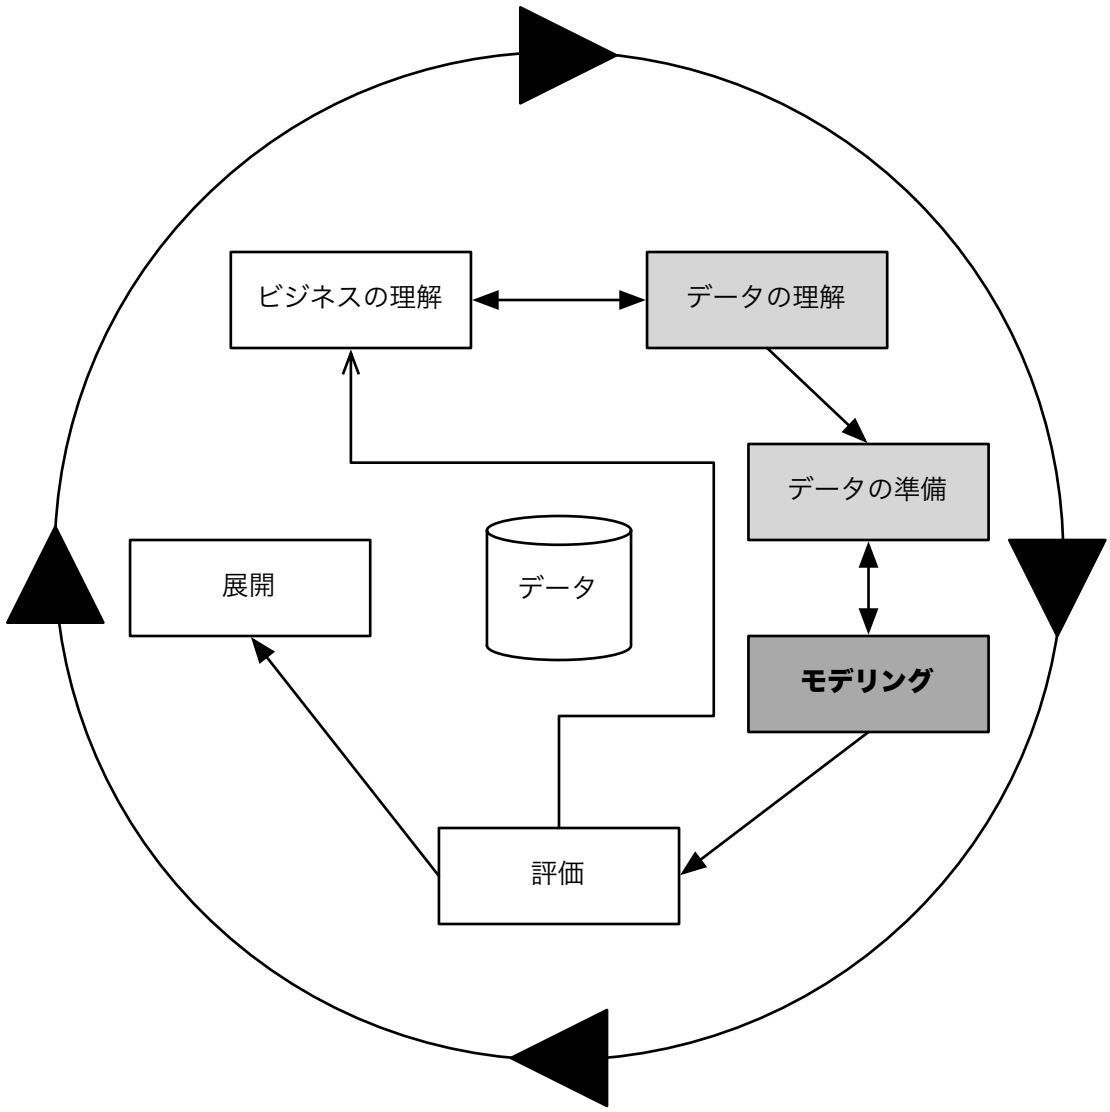 ビジネスの理解
データの理解
データの準備
展開
データ
モデリング
評価